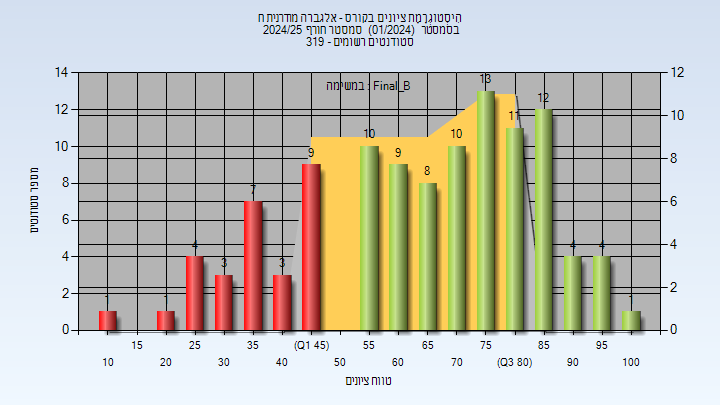 הִיסטוֹגרָמַת ציונים בקורס - אלגברה מודרנית ח
בסמסטר (01/2024) סמסטר חורף 2024/25
סטודנטים רשומים - 319
במשימה : Final_B
מספר סטודנטים
14 12 10 8 6 4 2 0
12 10 8 6 4 2 0
1 1 4 3 7 3 9 10 9 8 10 13 11 12 4 4 1
15 25 35 (Q1 45) 55 65 75 85 95
10 20 30 40 50 60 70 (Q3 80) 90 100
טווח ציונים